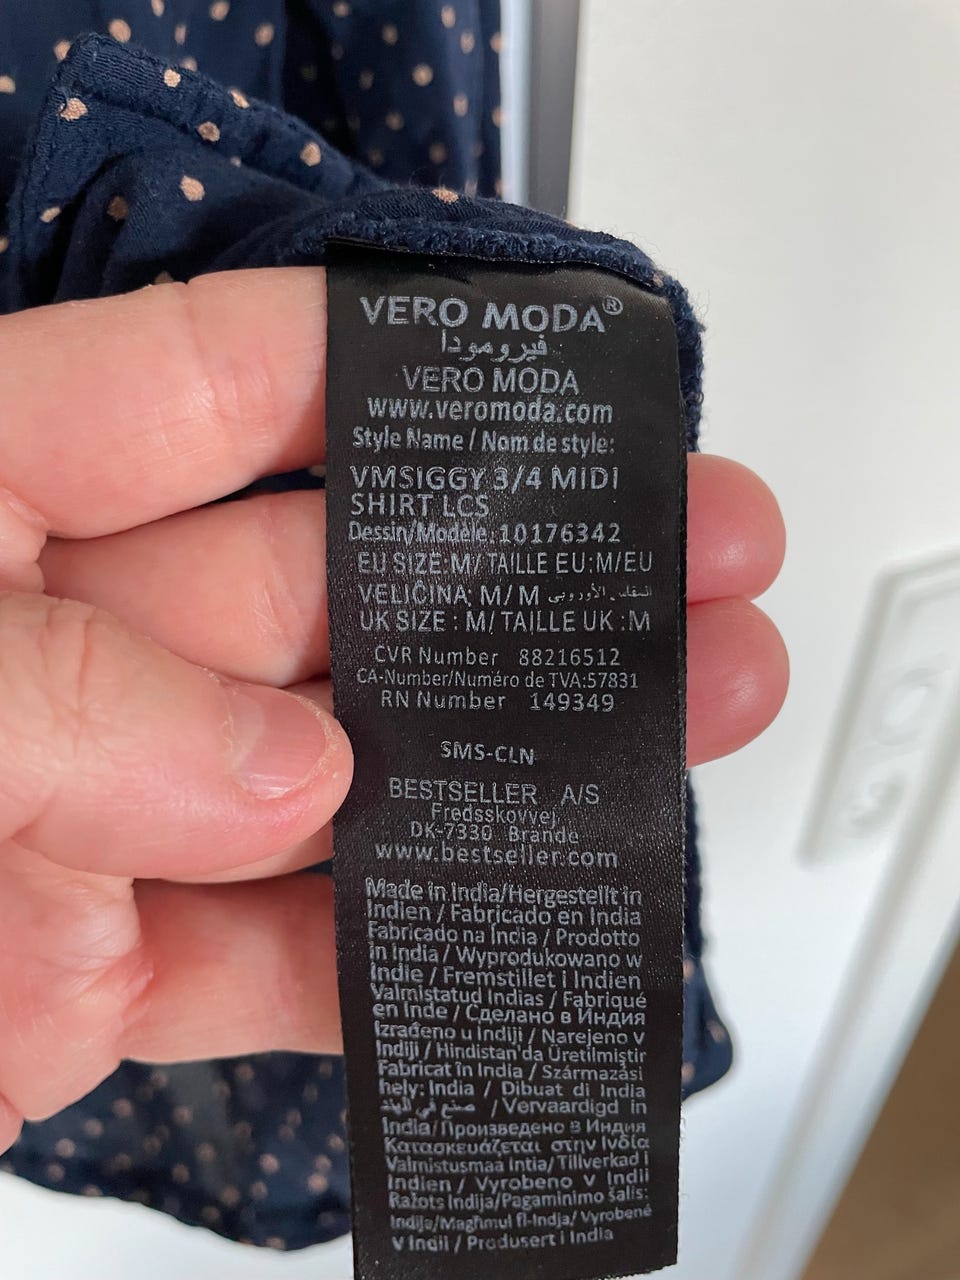 VERO MODA®
فيرومودا
VERO MODA
www.veromoda.com
Style Name / Nom de style:
VMSIGGY 3/4 MIDI
SHIRT LCS
Dessin/Modèle: 10176342
EU SIZE:M/ TAILLE EU:M/EU
VELIČINA: M/M المقاس الأوروبي
UK SIZE : M/ TAILLE UK :M
CVR Number 88216512
CA-Number/Numéro de TVA:57831
RN Number 149349
SMS-CLN
BESTSELLER A/S
Fredsskovvej
DK-7330 Brande
www.bestseller.com
Made in India/Hergestellt in
Indien / Fabricado en India
Fabricado na Índia / Prodotto
in India / Wyprodukowano w
Indie / Fremstillet i Indien
Valmistatud Indias / Fabriqué
en Inde / Сделано в Индия
Izrađeno u Indiji / Narejeno v
Indiji / Hindistan'da Üretilmiştir
Fabricat în India / Származási
hely: India / Dibuat di India
صنع في الهند / Vervaardigd in
India/Произведено в Индия
Κατασκευάζεται στην Ινδία
Valmistusmaa Intia/ Tillverkad i
Indien / Vyrobeno v Indii
Ražots Indija/Pagaminimo šalis:
Indija/Magħmul fl-Indja/ Vyrobené
v Indii / Produsert i India